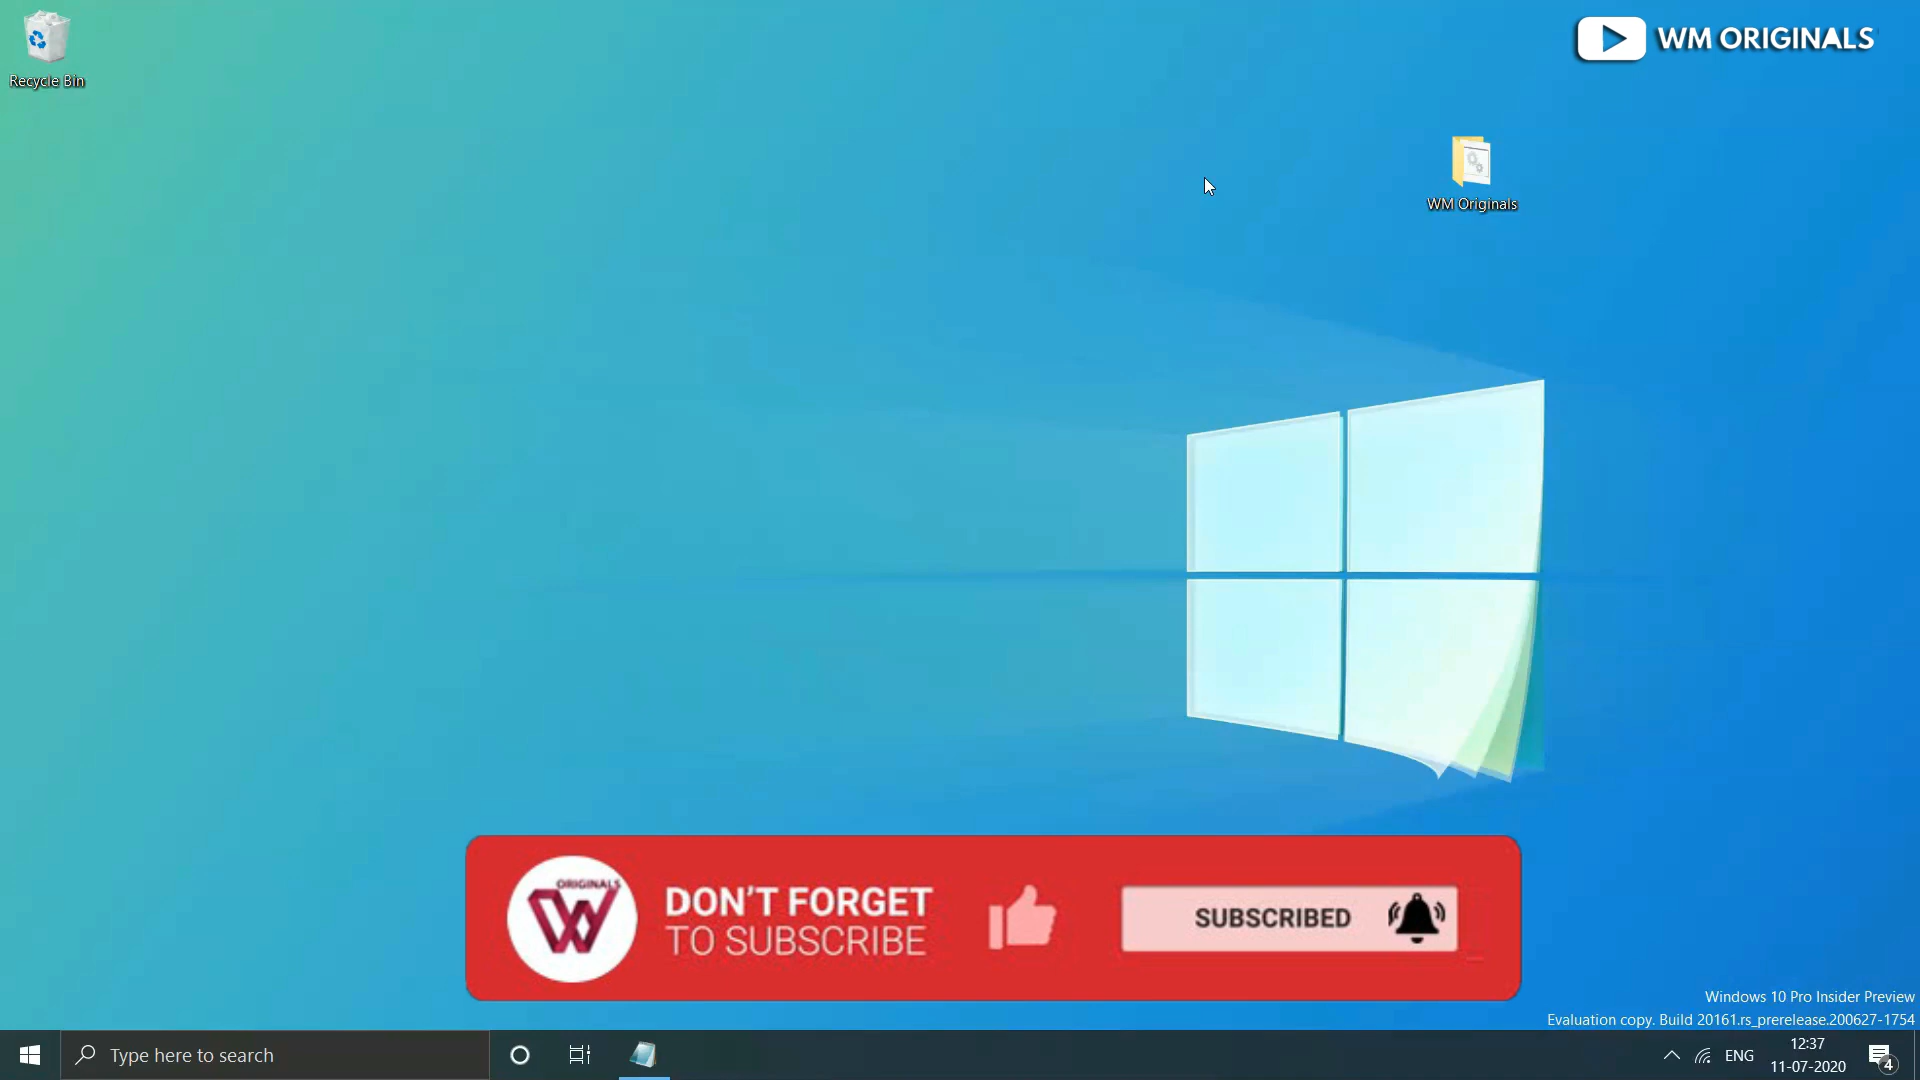 Recycle Bin
WM ORIGINALS
WM Originals
ORIGINALS
DON'T FORGET
TO SUBSCRIBE
SUBSCRIBED
Windows 10 Pro Insider Preview
Evaluation copy. Build 20161.rs_prerelease.200627-1754
Type here to search
ENG
12:37
11-07-2020
4